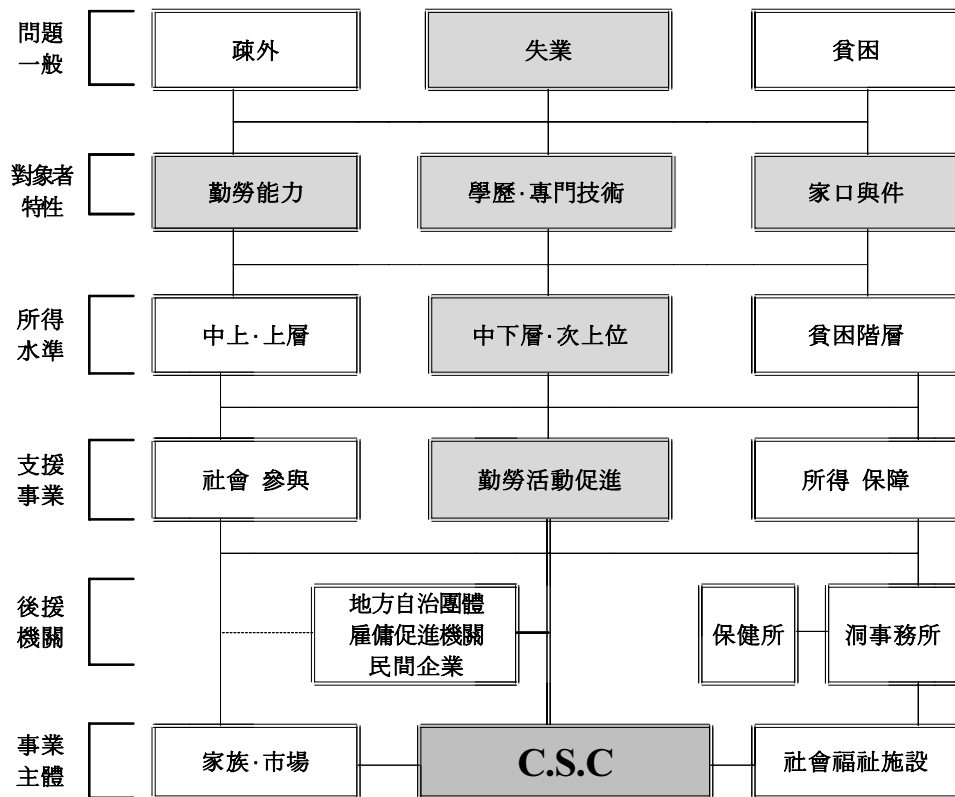 問題
一般
疎外
失業
貧困
對象者
特性
勤勞能力
學歷·專門技術
家口與件
所得
水準
中上·上層
中下層·次上位
貧困階層
支援
事業
社會 參與
勤勞活動促進
所得 保障
後援
機關
地方自治團體
雇傭促進機關
民間企業
保健所
洞事務所
事業
主體
家族·市場
C.S.C
社會福祉施設